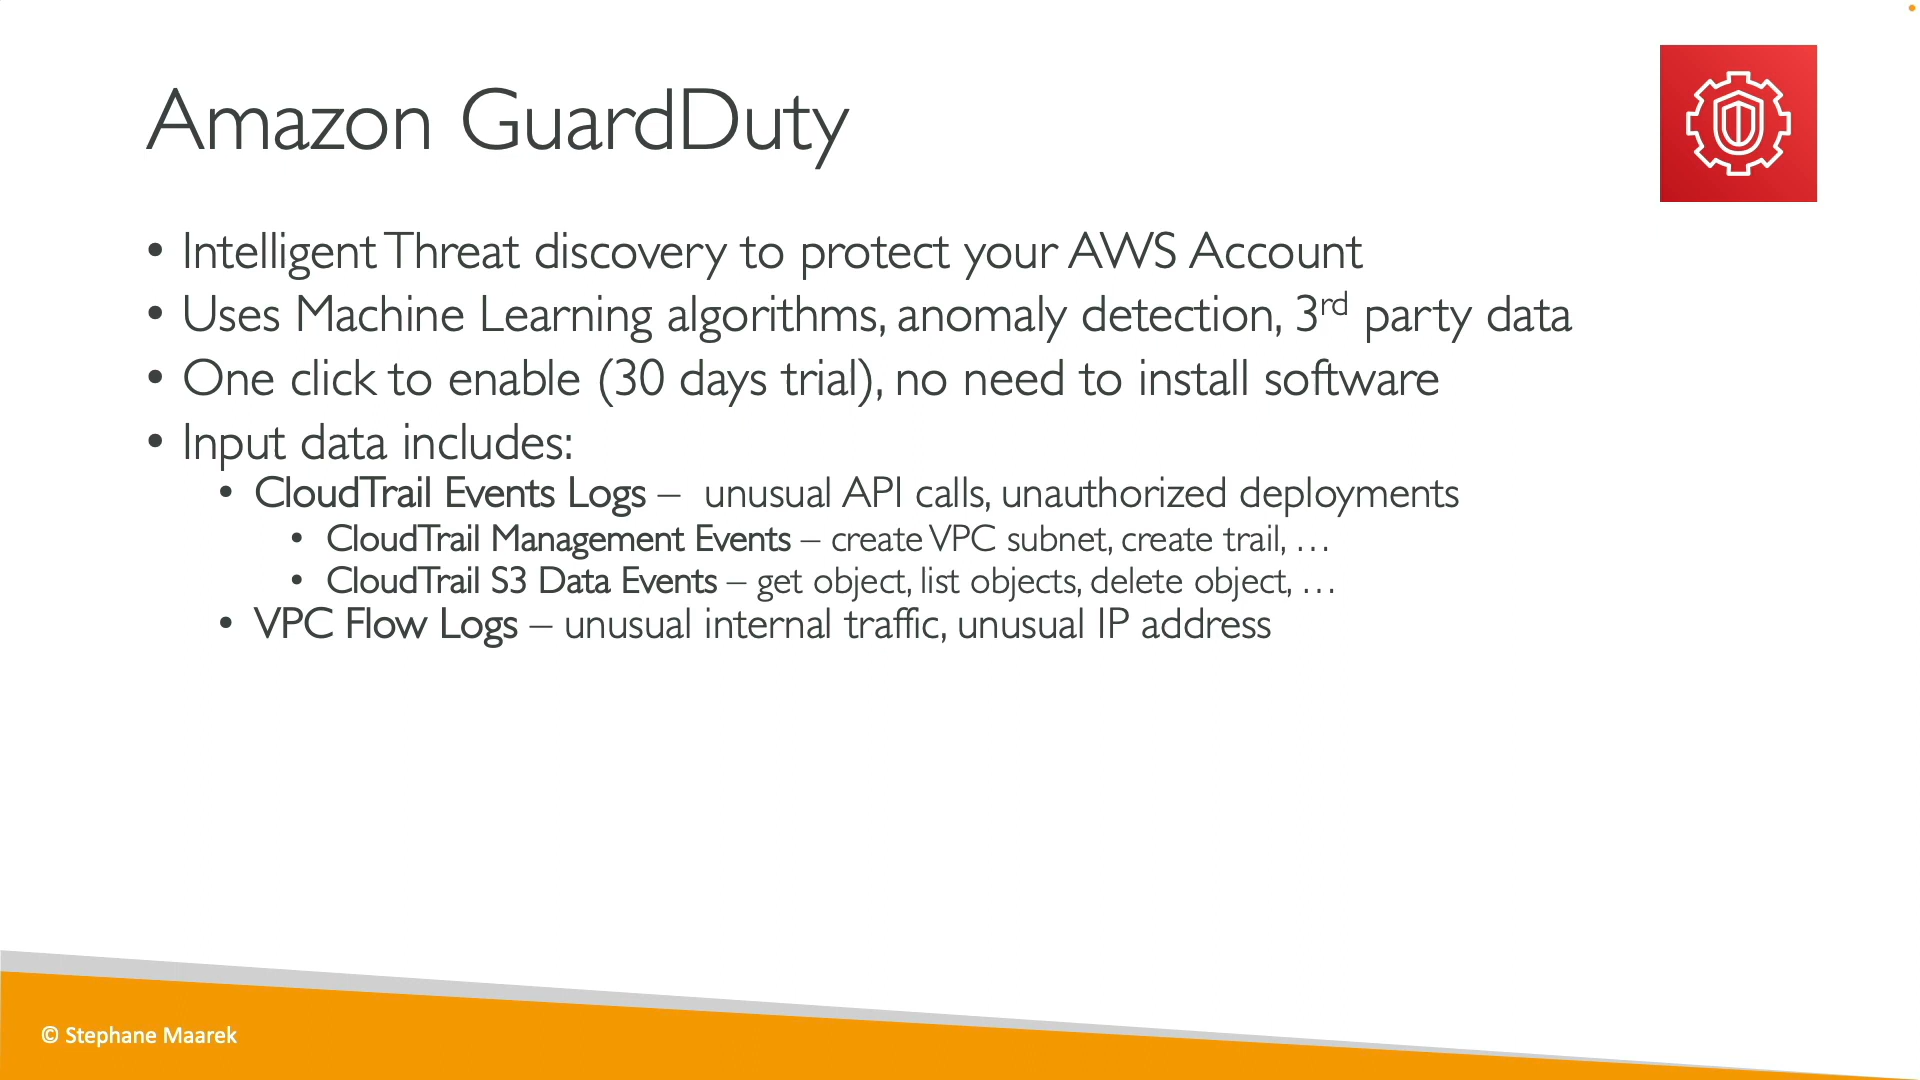 Amazon GuardDuty
• Intelligent Threat discovery to protect your AWS Account
• Uses Machine Learning algorithms, anomaly detection, 3rd party data
• One click to enable (30 days trial), no need to install software
• Input data includes:
• CloudTrail Events Logs – unusual API calls, unauthorized deployments
• CloudTrail Management Events – create VPC subnet, create trail, …
• CloudTrail S3 Data Events – get object, list objects, delete object, …
• VPC Flow Logs – unusual internal traffic, unusual IP address
© Stephane Maarek